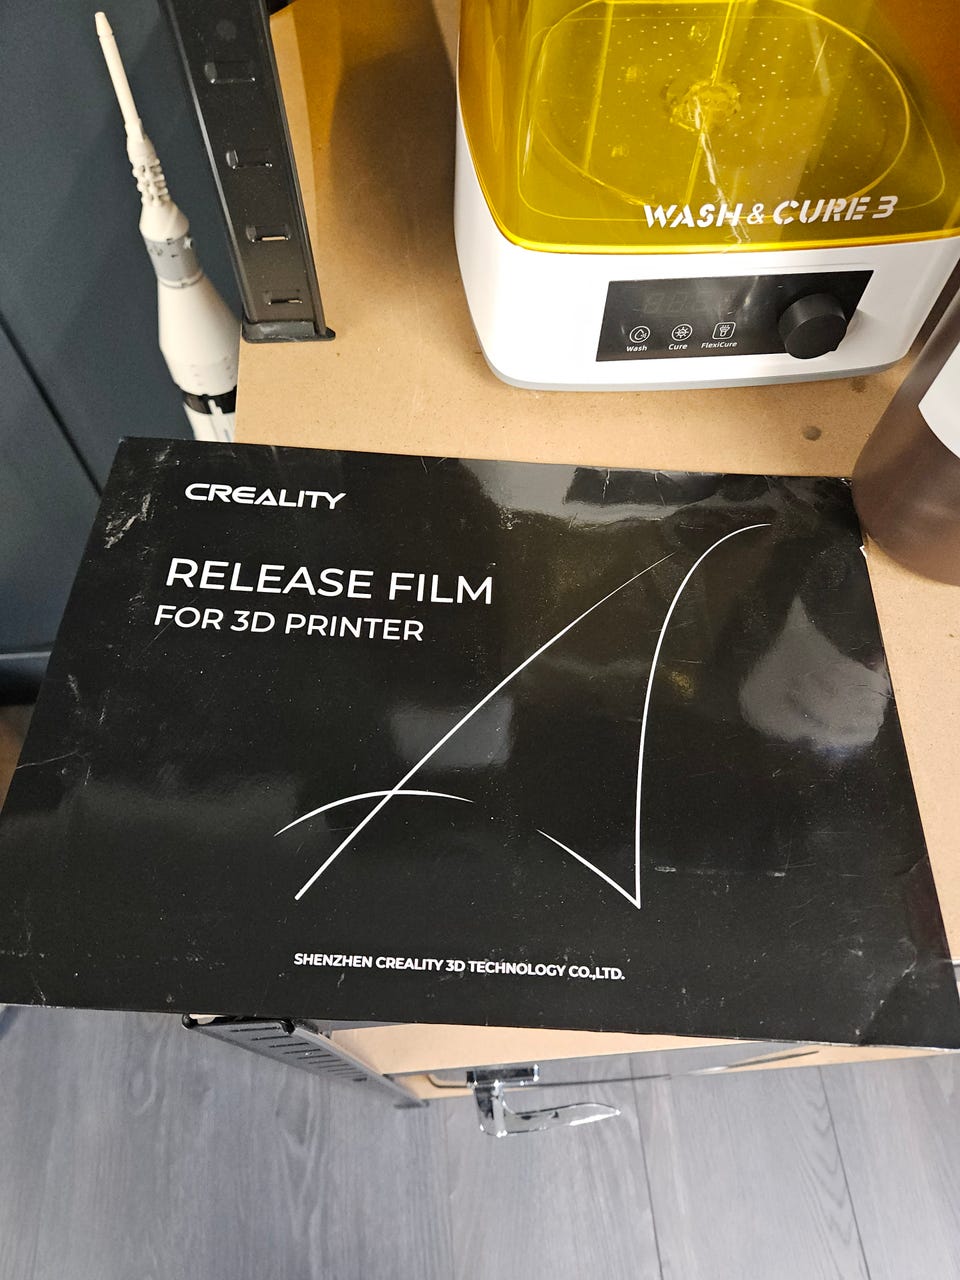 WASH & CURE 3
Wash
Cure
FlexiCure
CREALITY
RELEASE FILM
FOR 3D PRINTER
SHENZHEN CREALITY 3D TECHNOLOGY CO.,LTD.